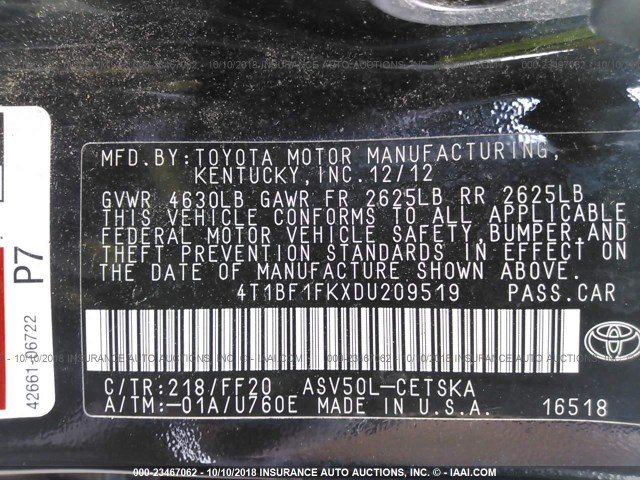 MFD.BY:TOYOTA MOTOR MANUFACTURING,
KENTUCKY,INC.12/12
GVWR 4630LB GAWR FR 2625LB RR 2625LB
THIS VEHICLE CONFORMS TO ALL APPLICABLE
FEDERAL MOTOR VEHICLE SAFETY,BUMPER,AND
THEFT PREVENTION STANDARDS IN EFFECT ON
THE DATE OF MANUFACTURE SHOWN ABOVE.
4T1BF1FKXDU209519 PASS.CAR
C/TR:218/FF20 ASV50L-CETSKA
A/TM:-01A/U760E MADE IN U.S.A. 16518
TOYOTA
P7
42661 06722
000-23467062 - 10/10/2018 INSURANCE AUTO AUCTIONS, INC. - © IAAI.COM